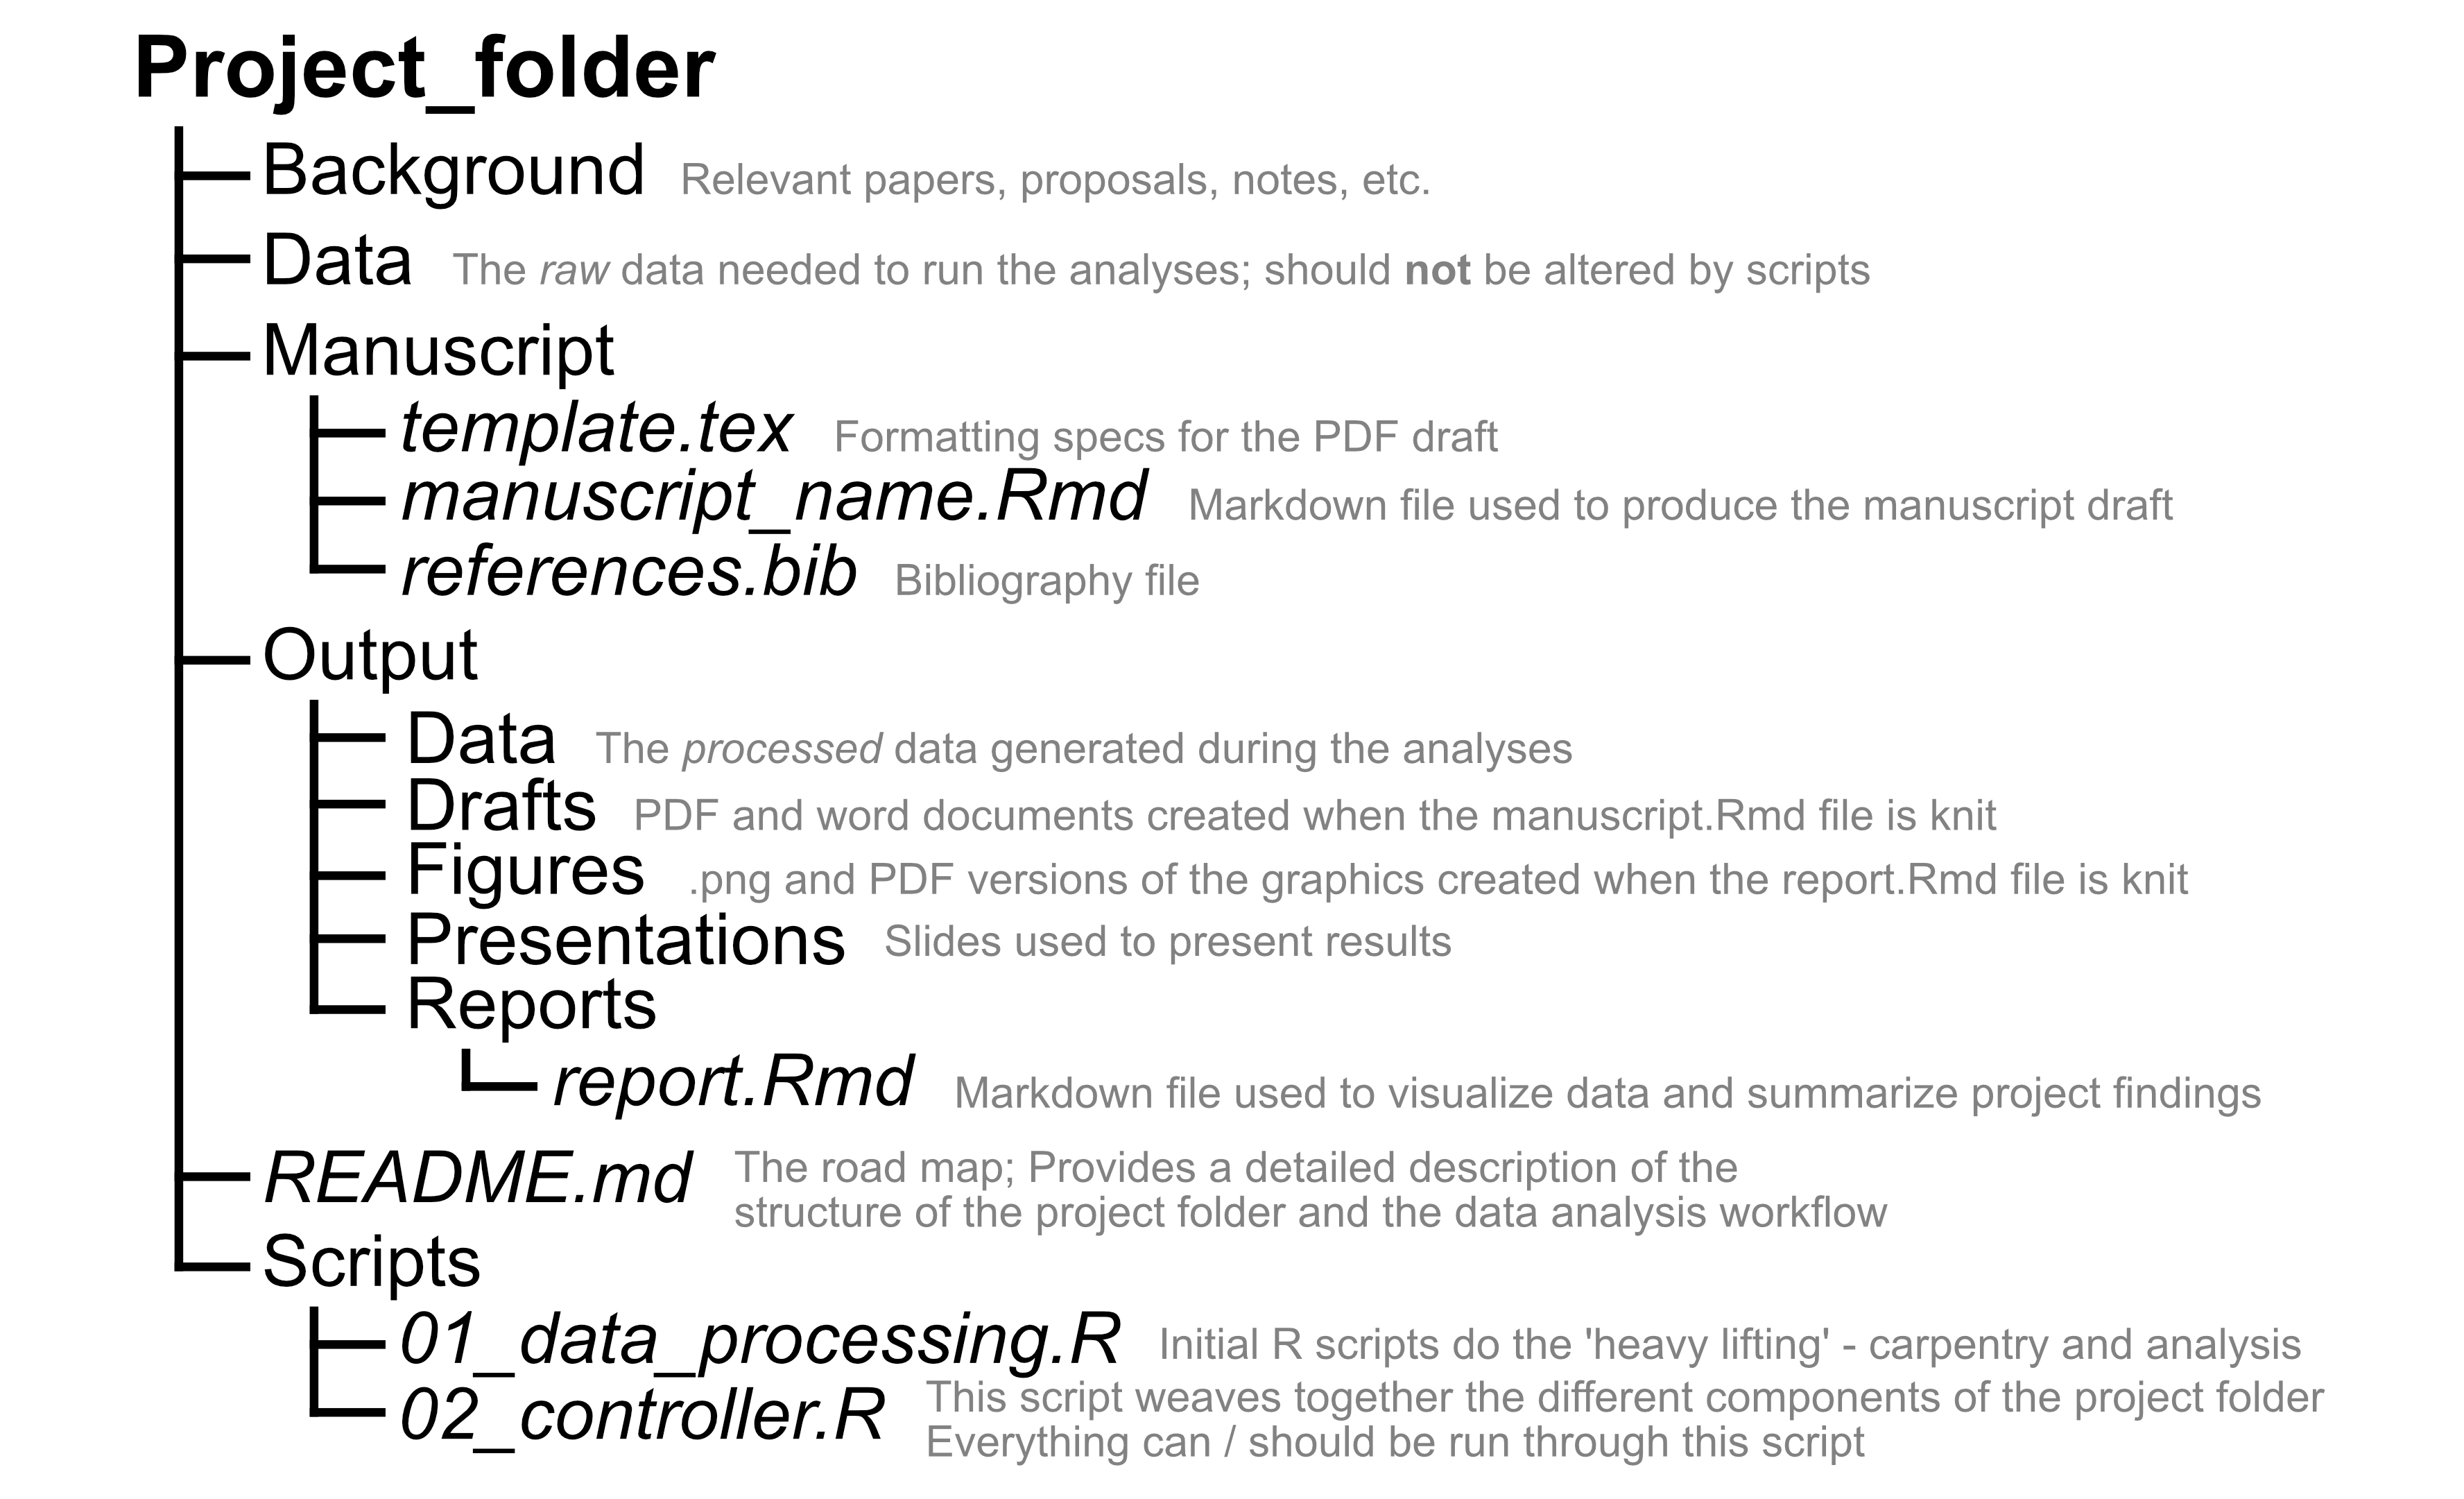 Project_folder
Background Relevant papers, proposals, notes, etc.
Data The raw data needed to run the analyses; should not be altered by scripts
Manuscript
template.tex Formatting specs for the PDF draft
manuscript_name.Rmd Markdown file used to produce the manuscript draft
references.bib Bibliography file
Output
Data The processed data generated during the analyses
Drafts PDF and word documents created when the manuscript.Rmd file is knit
Figures .png and PDF versions of the graphics created when the report.Rmd file is knit
Presentations Slides used to present results
Reports
report.Rmd Markdown file used to visualize data and summarize project findings
README.md The road map; Provides a detailed description of the
structure of the project folder and the data analysis workflow
Scripts
01_data_processing.R Initial R scripts do the 'heavy lifting' - carpentry and analysis
02_controller.R This script weaves together the different components of the project folder
Everything can / should be run through this script